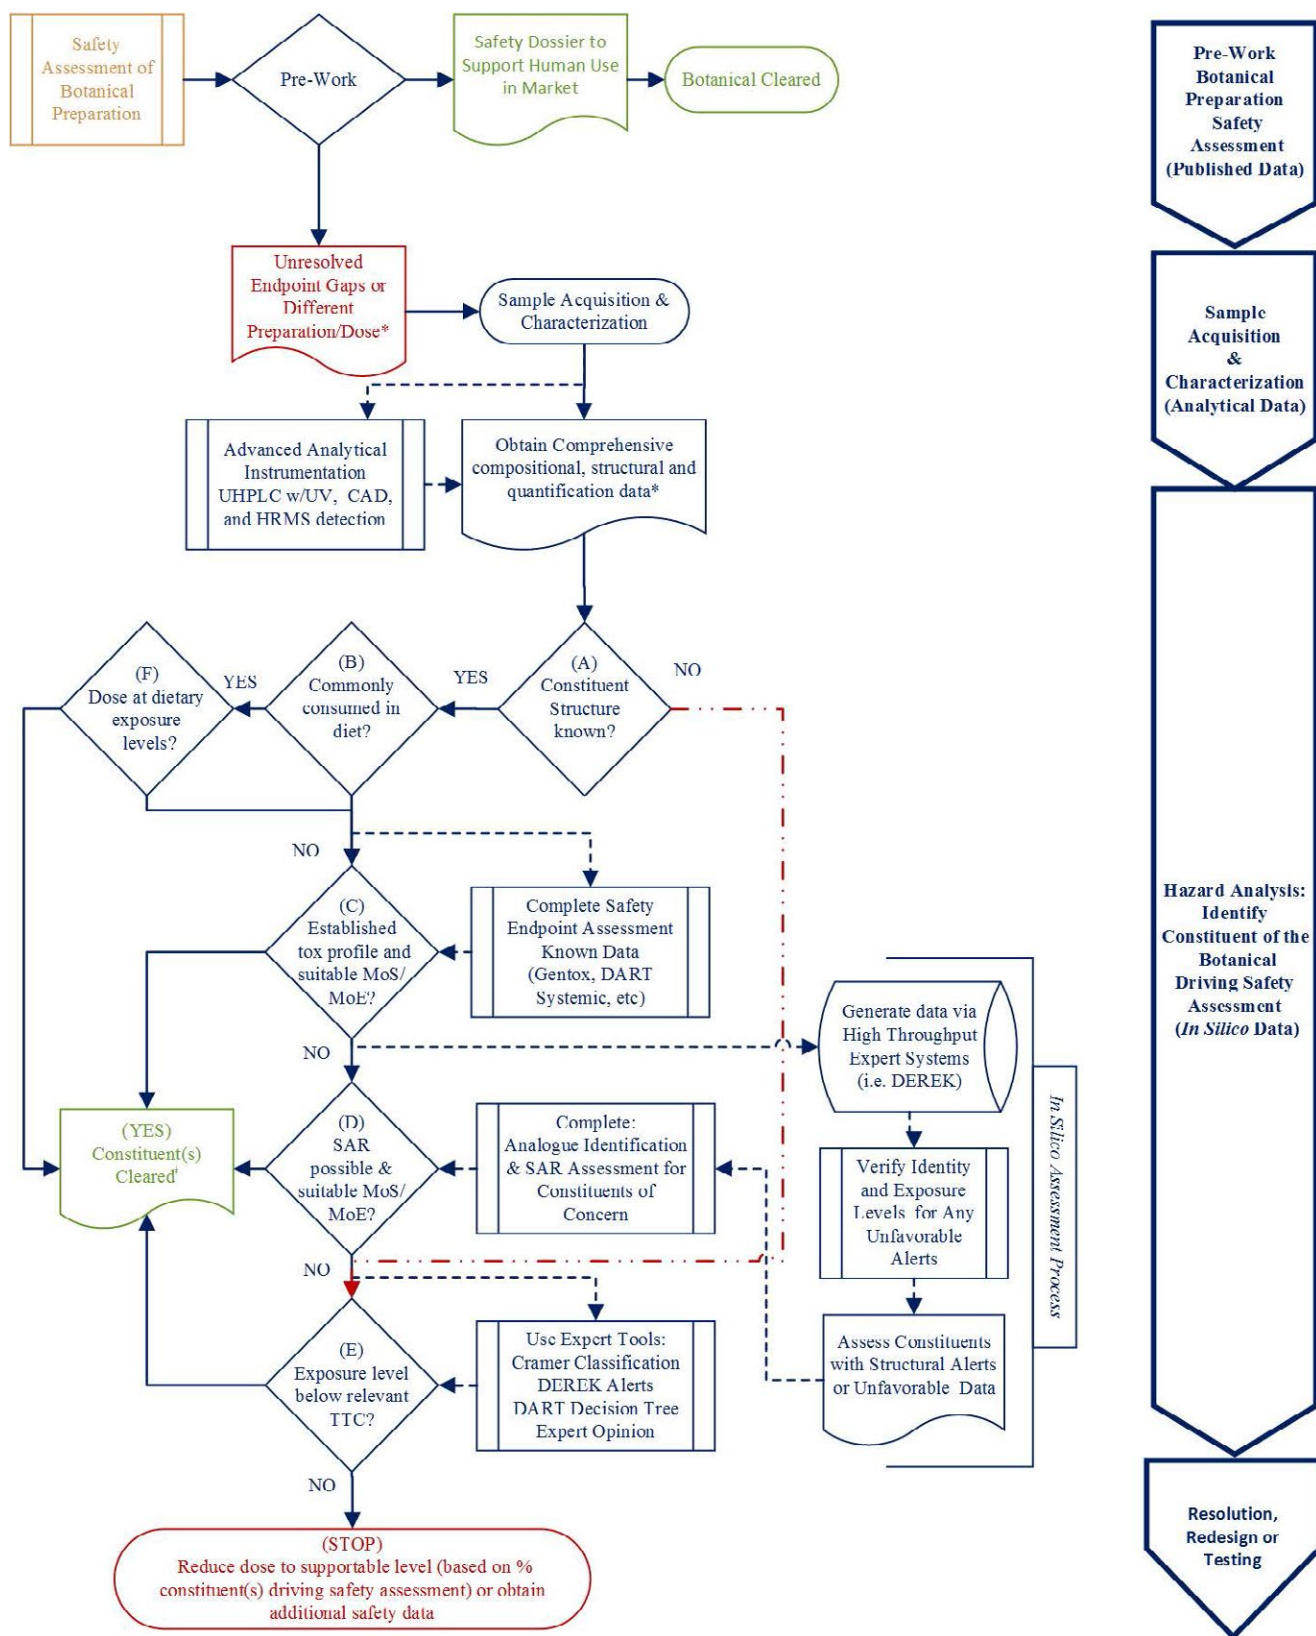 Safety
Assessment of
Botanical
Preparation
Pre-Work
Safety Dossier to
Support Human Use
in Market
Botanical Cleared
Pre-Work
Botanical
Preparation
Safety
Assessment
(Published Data)
Unresolved
Endpoint Gaps or
Different
Preparation/Dose*
Sample Acquisition &
Characterization
Sample
Acquisition
&
Characterization
(Analytical Data)
Advanced Analytical
Instrumentation
UHPLC w/UV, CAD,
and HRMS detection
Obtain Comprehensive
compositional, structural and
quantification data*
(F)
Dose at dietary
exposure
levels?
YES
(B)
Commonly
consumed in
diet?
YES
(A)
Constituent
Structure
known?
NO
NO
(C)
Established
tox profile and
suitable MoS/
MoE?
Complete Safety
Endpoint Assessment
Known Data
(Gentox, DART
Systemic, etc)
Hazard Analysis:
Identify
Constituent of the
Botanical
Driving Safety
Assessment
(In Silico Data)
Generate data via
High Throughput
Expert Systems
(i.e. DEREK)
NO
(YES)
Constituent(s)
Cleared
(D)
SAR
possible &
suitable MoS/
MoE?
Complete:
Analogue Identification
& SAR Assessment for
Constituents of
Concern
Verify Identity
and Exposure
Levels for Any
Unfavorable
Alerts
In Silico Assessment Process
NO
(E)
Exposure level
below relevant
TTC?
Use Expert Tools:
Cramer Classification
DEREK Alerts
DART Decision Tree
Expert Opinion
Assess Constituents
with Structural Alerts
or Unfavorable Data
NO
(STOP)
Reduce dose to supportable level (based on %
constituent(s) driving safety assessment) or obtain
additional safety data
Resolution,
Redesign or
Testing